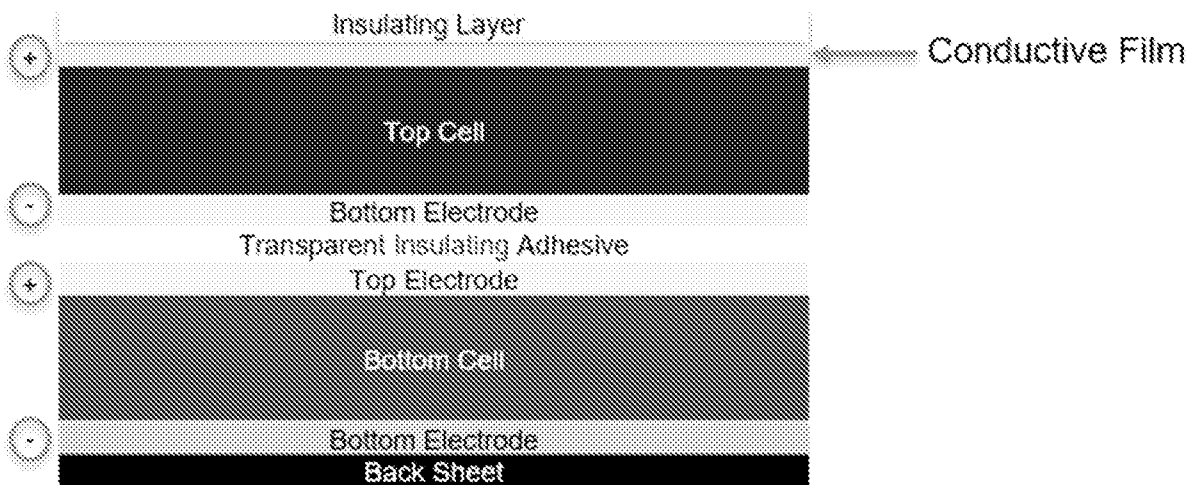 Insulating Layer
+
Conductive Film
Top Cell
-
Bottom Electrode
Transparent Insulating Adhesive
+
Top Electrode
Bottom Cell
-
Bottom Electrode
Back Sheet